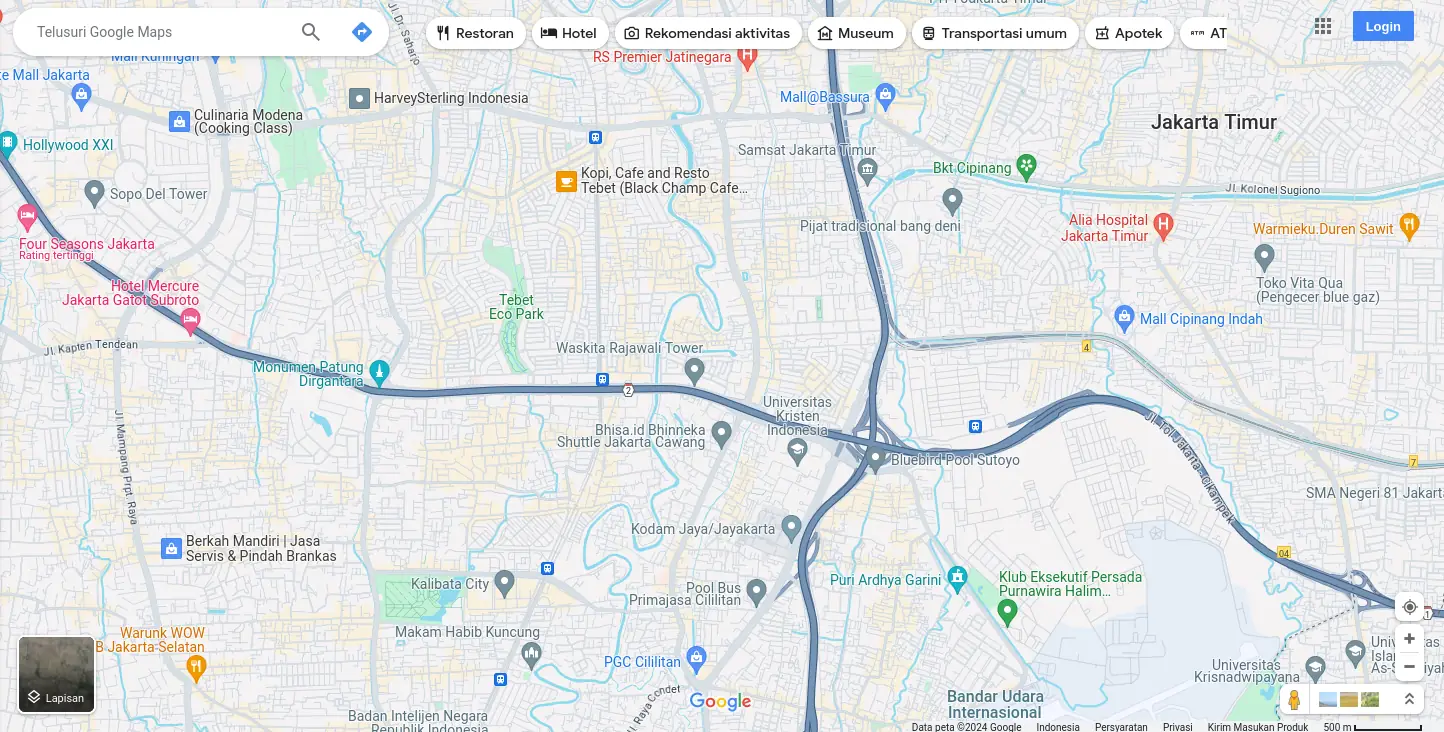 Telusuri Google Maps
Restoran
Hotel
Rekomendasi aktivitas
Museum
Transportasi umum
Apotek
ATM AT
Login
Jl. Dr. Saharjo
Mall Kuningan
RS Premier Jatinegara
Mall Jakarta
HarveySterling Indonesia
Mall@Bassura
Culinaria Modena
(Cooking Class)
Jakarta Timur
Hollywood XXI
Samsat Jakarta Timur
Kopi, Cafe and Resto
Tebet (Black Champ Cafe...
Bkt Cipinang
Jl. Kolonel Sugiono
Sopo Del Tower
Pijat tradisional bang deni
Alia Hospital
Jakarta Timur
Warmieku.Duren Sawit
Four Seasons Jakarta
Rating tertinggi
Hotel Mercure
Jakarta Gatot Subroto
Toko Vita Qua
(Pengecer blue gaz)
Tebet
Eco Park
Mall Cipinang Indah
Jl. Kapten Tendean
Waskita Rajawali Tower
4
Monumen Patung
Dirgantara
2
Universitas
Kristen
Indonesia
Jl. Mampang Prpt. Raya
Bhisa.id Bhinneka
Shuttle Jakarta Cawang
Bluebird Pool Sutoyo
Jl. Tol Jakarta - Cikampek
7
SMA Negeri 81 Jakarta
Kodam Jaya/Jayakarta
Berkah Mandiri | Jasa
Servis & Pindah Brankas
04
Kalibata City
Pool Bus
Primajasa Cililitan
Puri Ardhya Garini
Klub Eksekutif Persada
Purnawira Halim...
Makam Habib Kuncung
Warunk WOW
B Jakarta-Selatan
PGC Cililitan
Universitas
Krisnadwipayana
Lapisan
Google
Bandar Udara
Internasional
Badan Intelijen Negara
Republik Indonesia
Jl. Raya Condet
Data peta ©2024 Google
Indonesia
Persyaratan
Privasi
Kirim Masukan Produk
500 m